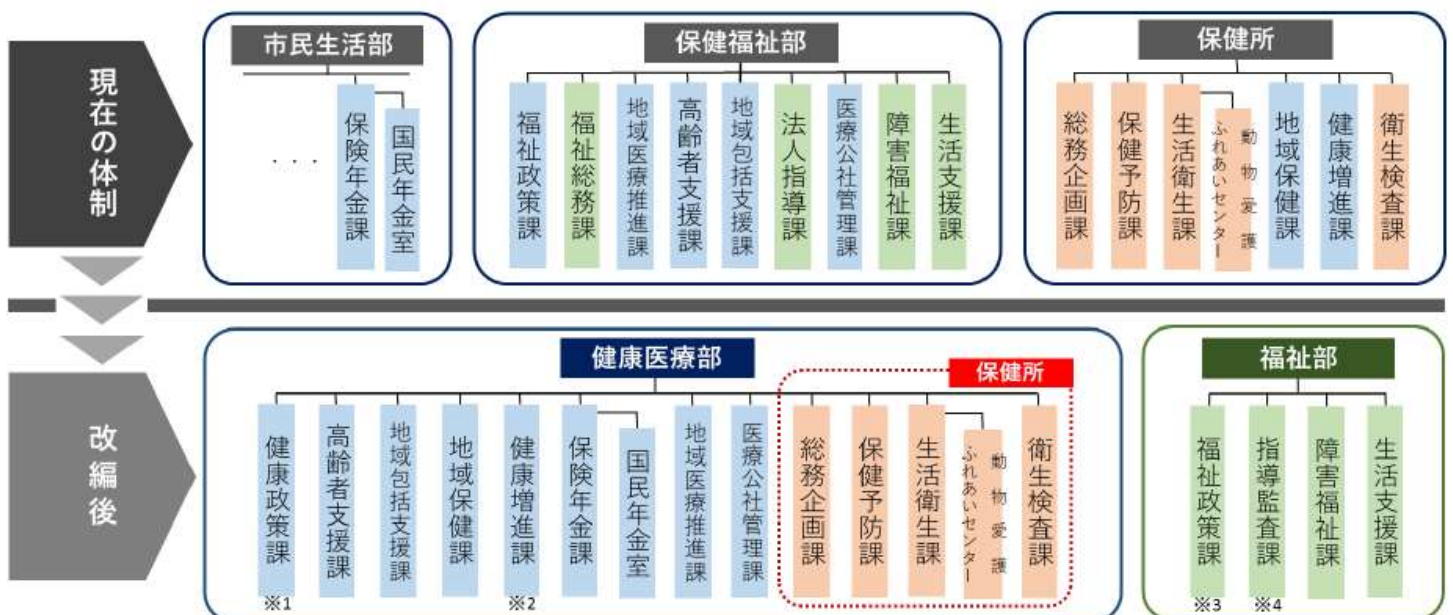 現在の体制
市民生活部
・・・
保険年金課
国民年金室
保健福祉部
福祉政策課
福祉総務課
地域医療推進課
高齢者支援課
地域包括支援課
法人指導課
医療公社管理課
障害福祉課
生活支援課
保健所
総務企画課
保健予防課
生活衛生課
動物愛護
ふれあいセンター
地域保健課
健康増進課
衛生検査課
改編後
健康医療部
健康政策課
※1
高齢者支援課
地域包括支援課
地域保健課
健康増進課
※2
保険年金課
国民年金室
地域医療推進課
医療公社管理課
保健所
総務企画課
保健予防課
生活衛生課
動物愛護
ふれあいセンター
衛生検査課
福祉部
福祉政策課
※3
指導監査課
※4
障害福祉課
生活支援課